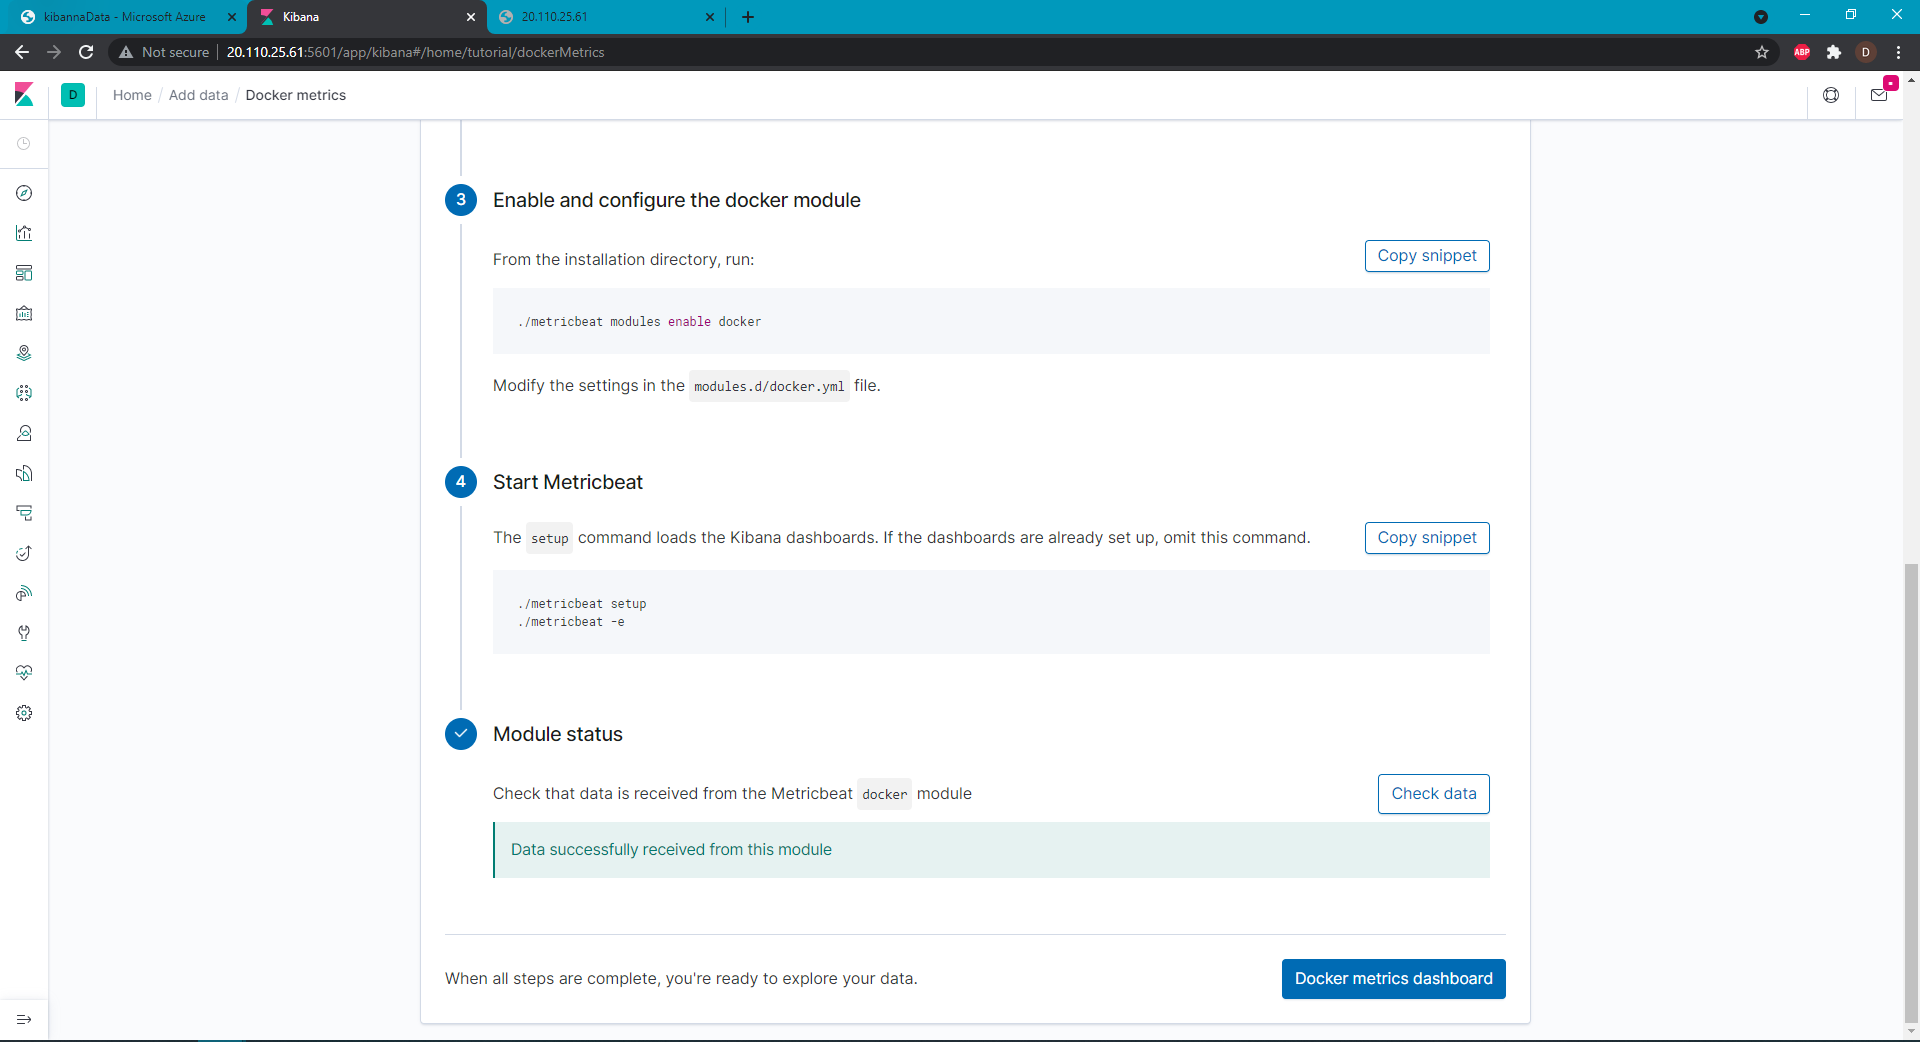 kibannaData - Microsoft Azure
Kibana
20.110.25.61
Not secure
20.110.25.61:5601/app/kibana#/home/tutorial/dockerMetrics
ABP
D
D
Home / Add data / Docker metrics
3
Enable and configure the docker module
From the installation directory, run:
Copy snippet
./metricbeat modules enable docker
Modify the settings in the modules.d/docker.yml file.
4
Start Metricbeat
The setup command loads the Kibana dashboards. If the dashboards are already set up, omit this command.
Copy snippet
./metricbeat setup
./metricbeat -e
Module status
Check that data is received from the Metricbeat docker module
Check data
Data successfully received from this module
When all steps are complete, you're ready to explore your data.
Docker metrics dashboard